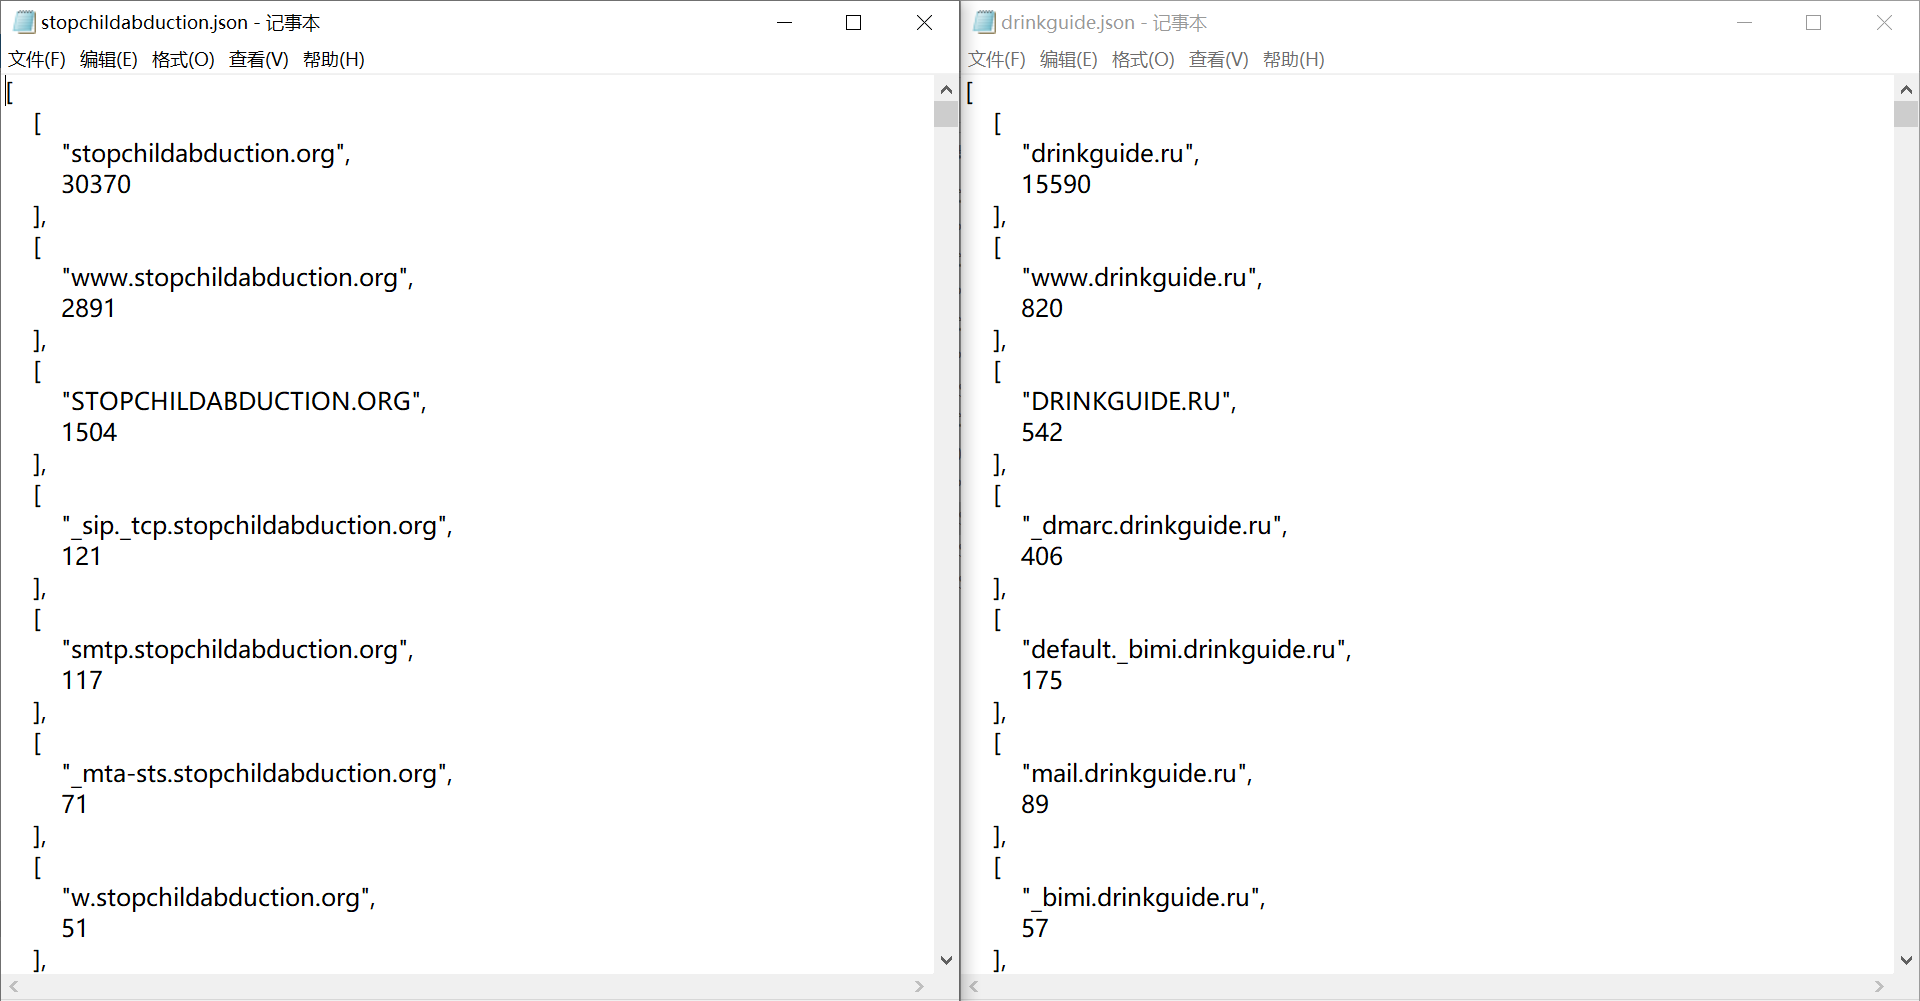 stopchildabduction.json - 记事本
文件(F) 编辑(E) 格式(O) 查看(V) 帮助(H)
[
[
"stopchildabduction.org",
30370
],
[
"www.stopchildabduction.org",
2891
],
[
"STOPCHILDABDUCTION.ORG",
1504
],
[
"_sip._tcp.stopchildabduction.org",
121
],
[
"smtp.stopchildabduction.org",
117
],
[
"_mta-sts.stopchildabduction.org",
71
],
[
"w.stopchildabduction.org",
51
],
drinkguide.json - 记事本
文件(F) 编辑(E) 格式(O) 查看(V) 帮助(H)
[
[
"drinkguide.ru",
15590
],
[
"www.drinkguide.ru",
820
],
[
"DRINKGUIDE.RU",
542
],
[
"_dmarc.drinkguide.ru",
406
],
[
"default._bimi.drinkguide.ru",
175
],
[
"mail.drinkguide.ru",
89
],
[
"_bimi.drinkguide.ru",
57
],